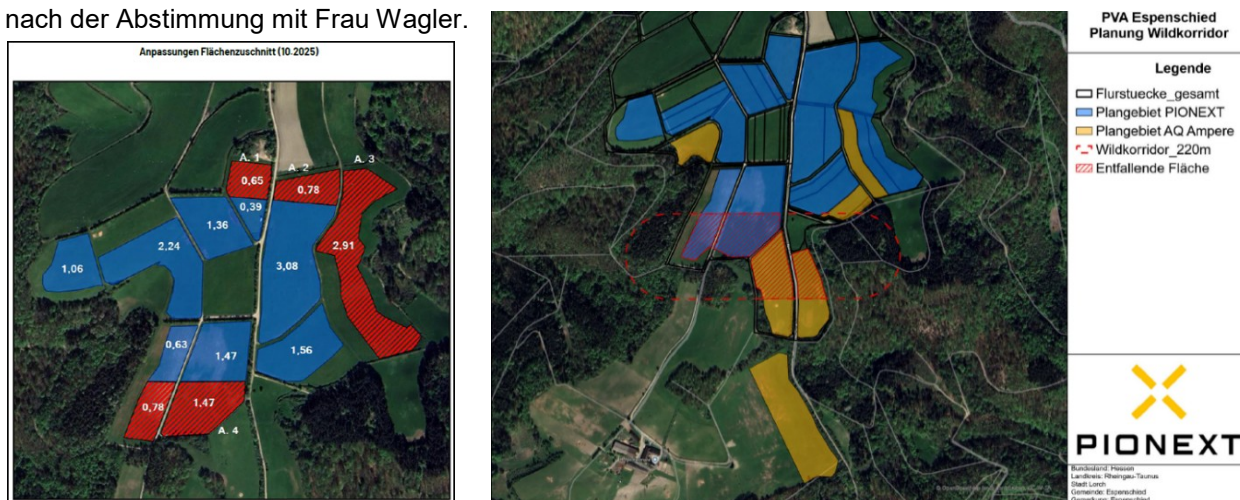 nach der Abstimmung mit Frau Wagler.
Anpassungen Flächenzuschnitt (10.2025)
A. 1
A. 2
A. 3
0,65
0,78
0,39
1,36
2,24
2,91
1,06
3,08
0,63
1,47
1,56
0,78
1,47
A. 4
PVA Espenschied
Planung Wildkorridor
Legende
Flurstuecke_gesamt
Plangebiet PIONEXT
Plangebiet AQ Ampere
Wildkorridor_220m
Entfallende Fläche
PIONEXT
Bundesland: Hessen
Landkreis: Rheingau-Taunus
Stadt Lorch
Gemeinde: Espenschied
Gemarkung: Espenschied